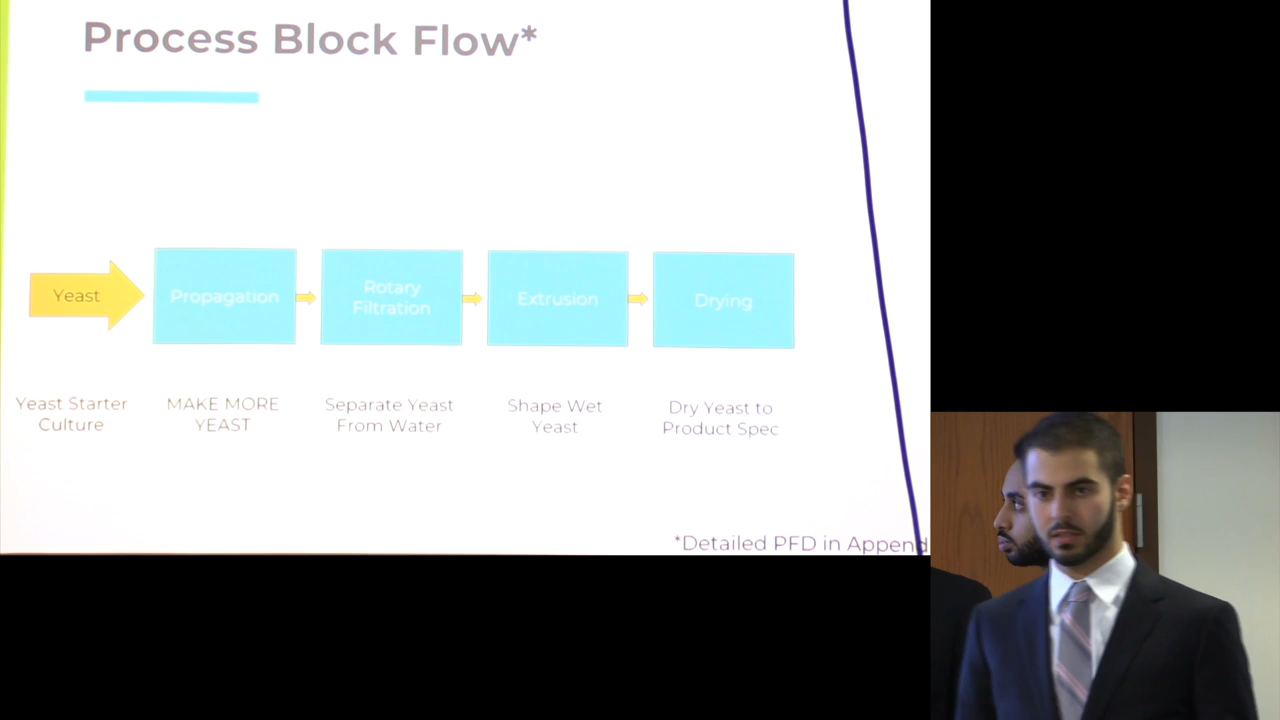 Process Block Flow*
Yeast
Propagation
Rotary
Filtration
Extrusion
Drying
Yeast Starter
Culture
MAKE MORE
YEAST
Separate Yeast
From Water
Shape Wet
Yeast
Dry Yeast to
Product Spec
*Detailed PFD in Append